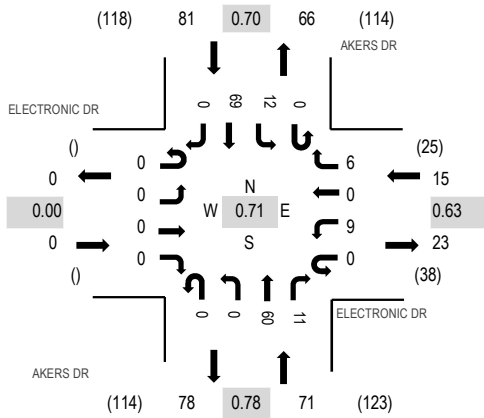 (118) 81 0.70 66 (114)
AKERS DR
ELECTRONIC DR
0 69 12 0
() 0 6 (25)
0 0 0 15
0.00 W N 0.71 E S 0.63
0 0 9 23
() 0 0 (38)
0 0 60 11
ELECTRONIC DR
AKERS DR
(114) 78 0.78 71 (123)